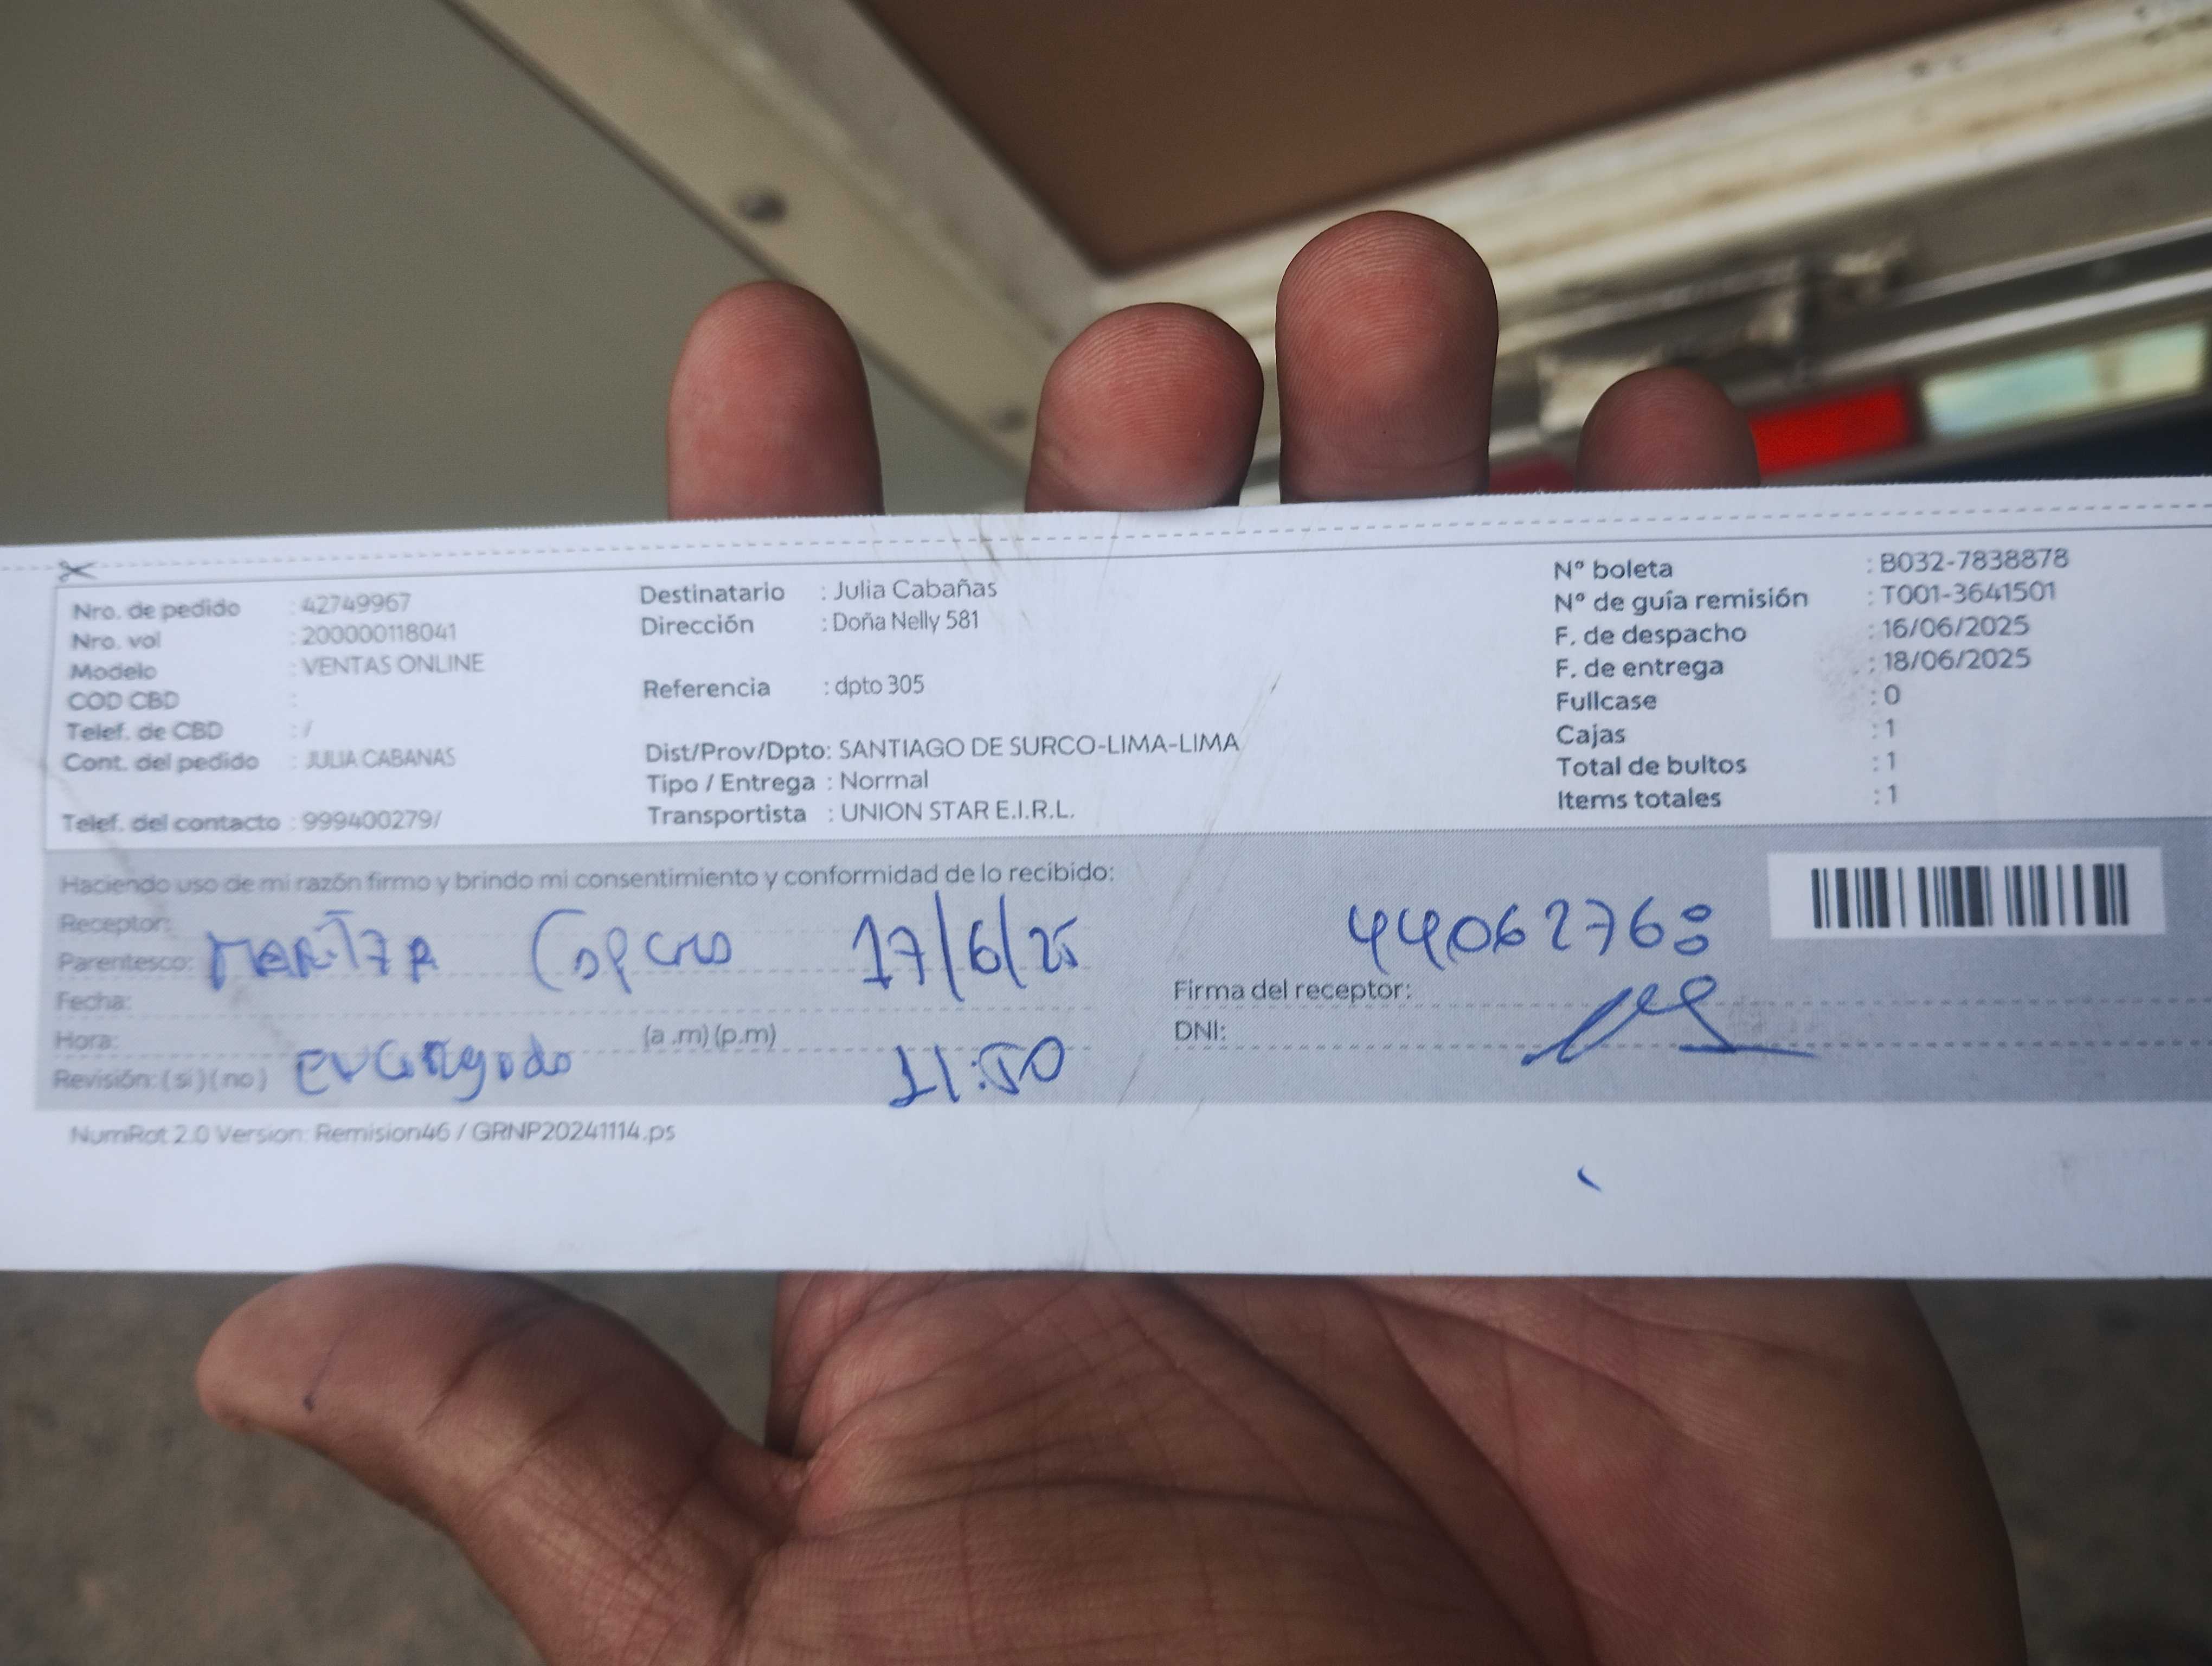 Nro. de pedido : 42749967
Nro. vol : 200000118041
Modelo : VENTAS ONLINE
COD CBD :
Telef. de CBD : /
Cont. del pedido : JULIA CABANAS
Telef. del contacto : 999400279/
Destinatario : Julia Cabañas
Dirección : Doña Nelly 581
Referencia : dpto 305
Dist/Prov/Dpto: SANTIAGO DE SURCO-LIMA-LIMA
Tipo / Entrega : Normal
Transportista : UNION STAR E.I.R.L.
N° boleta : B032-7838878
N° de guía remisión : T001-3641501
F. de despacho : 16/06/2025
F. de entrega : 18/06/2025
Fullcase : 0
Cajas : 1
Total de bultos : 1
Items totales : 1
Haciendo uso de mi razón firmo y brindo mi consentimiento y conformidad de lo recibido:
Receptor:
Parentesco: 17/6/25
Fecha:
Hora: (a .m) (p.m)
Revisión: ( si ) ( no ) encargado 11:50
44062768
Firma del receptor:
DNI:
NumRot 2.0 Version: Remision46 / GRNP20241114.ps